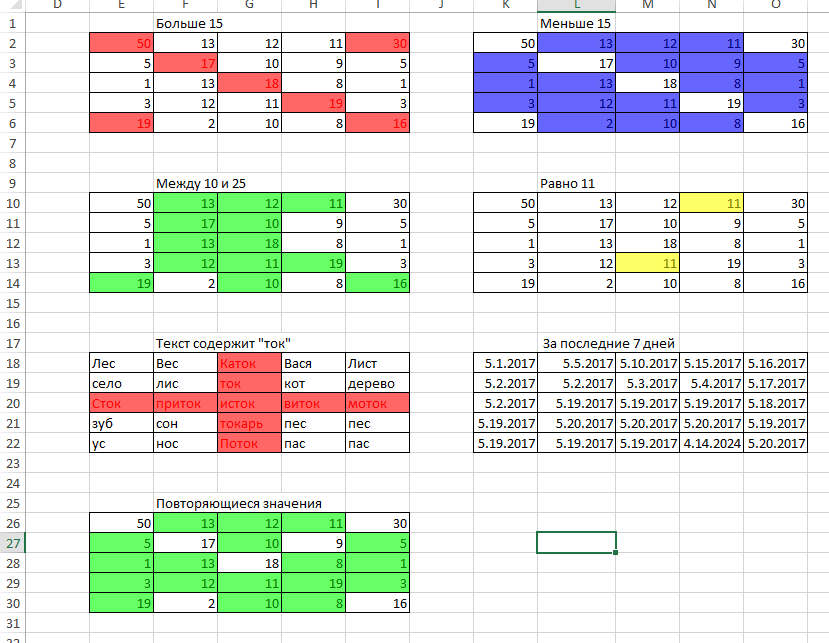 D E F G H I J K L M N O
1 Больше 15 Меньше 15
2 50 13 12 11 30 50 13 12 11 30
3 5 17 10 9 5 5 17 10 9 5
4 1 13 18 8 1 1 13 18 8 1
5 3 12 11 19 3 3 12 11 19 3
6 19 2 10 8 16 19 2 10 8 16
7
8
9 Между 10 и 25 Равно 11
10 50 13 12 11 30 50 13 12 11 30
11 5 17 10 9 5 5 17 10 9 5
12 1 13 18 8 1 1 13 18 8 1
13 3 12 11 19 3 3 12 11 19 3
14 19 2 10 8 16 19 2 10 8 16
15
16
17 Текст содержит "ток" За последние 7 дней
18 Лес Вес Каток Вася Лист 5.1.2017 5.5.2017 5.10.2017 5.15.2017 5.16.2017
19 село лис ток кот дерево 5.2.2017 5.2.2017 5.3.2017 5.4.2017 5.17.2017
20 Сток приток исток виток моток 5.2.2017 5.19.2017 5.19.2017 5.19.2017 5.18.2017
21 зуб сон токарь пес пес 5.19.2017 5.20.2017 5.20.2017 5.20.2017 5.19.2017
22 ус нос Поток пас пас 5.19.2017 5.19.2017 5.19.2017 4.14.2024 5.20.2017
23
24
25 Повторяющиеся значения
26 50 13 12 11 30
27 5 17 10 9 5
28 1 13 18 8 1
29 3 12 11 19 3
30 19 2 10 8 16
31
32